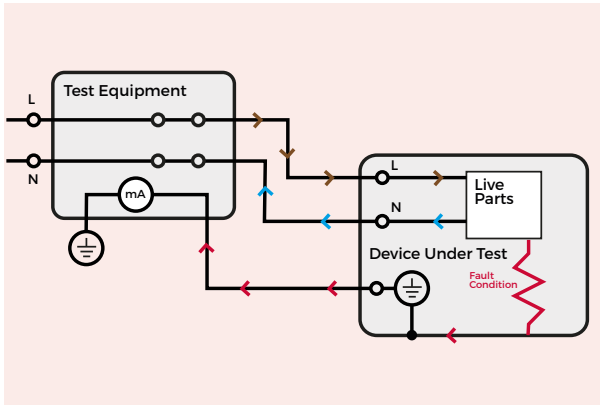 Test Equipment
L
N
mA
L
Live
Parts
N
Device Under Test
Fault
Condition